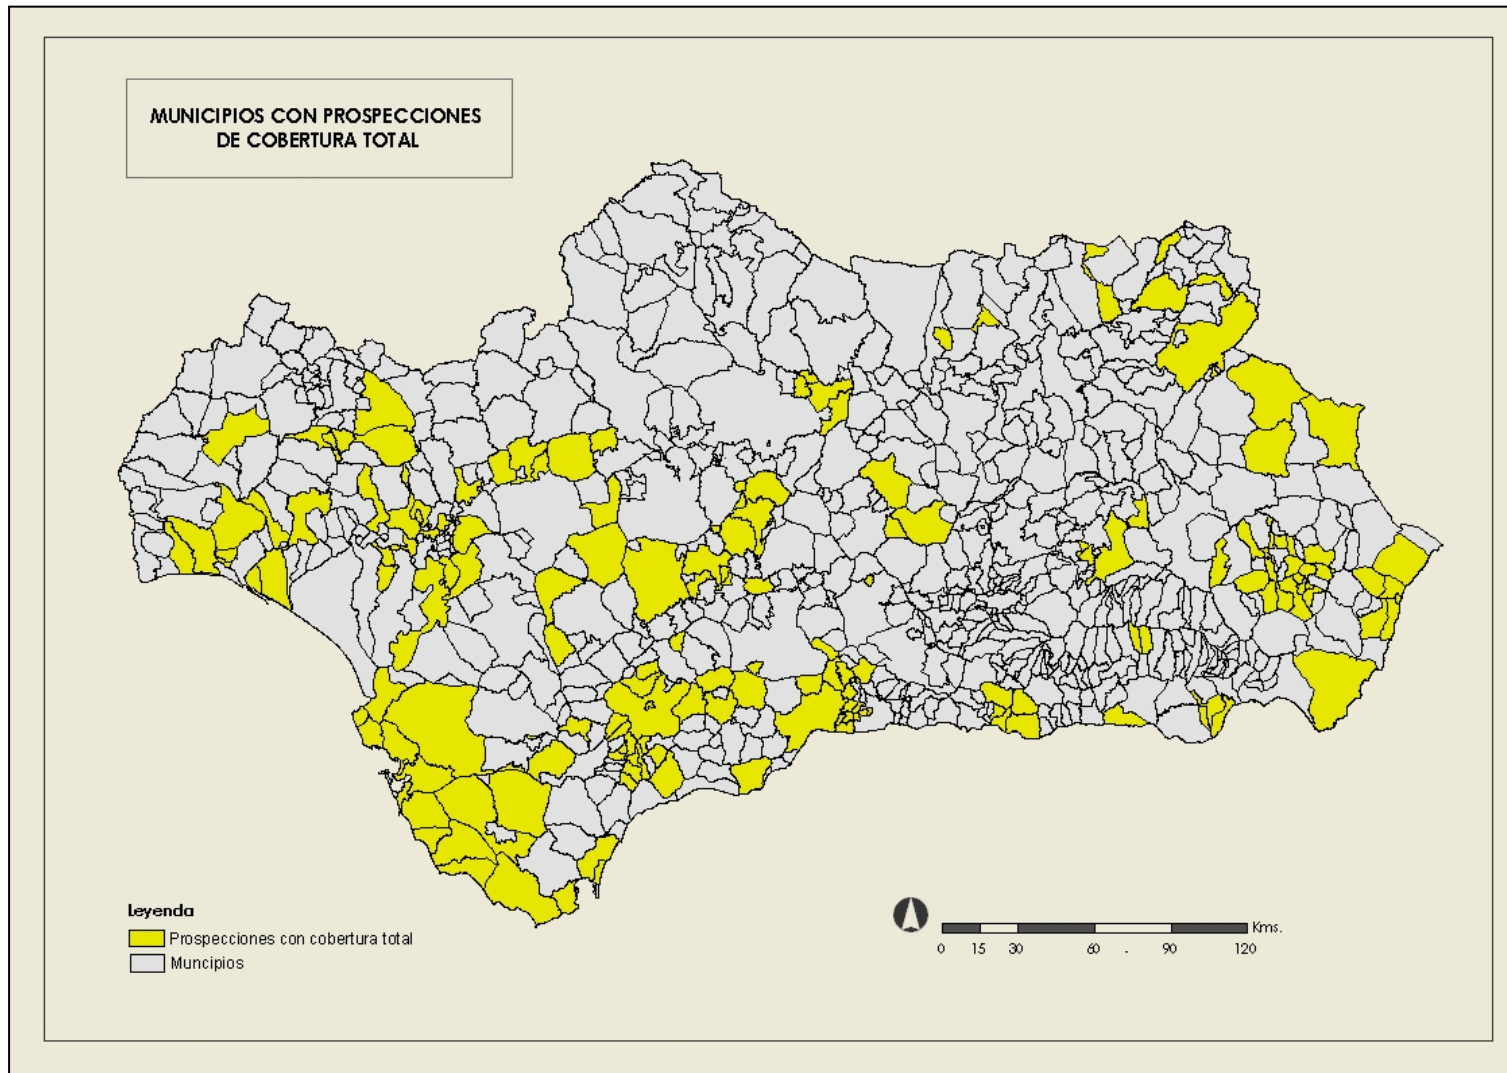 MUNICIPIOS CON PROSPECCIONES
DE COBERTURA TOTAL
Leyenda
Prospecciones con cobertura total
Muncipios
Kms.
0 15 30 60 - 90 120